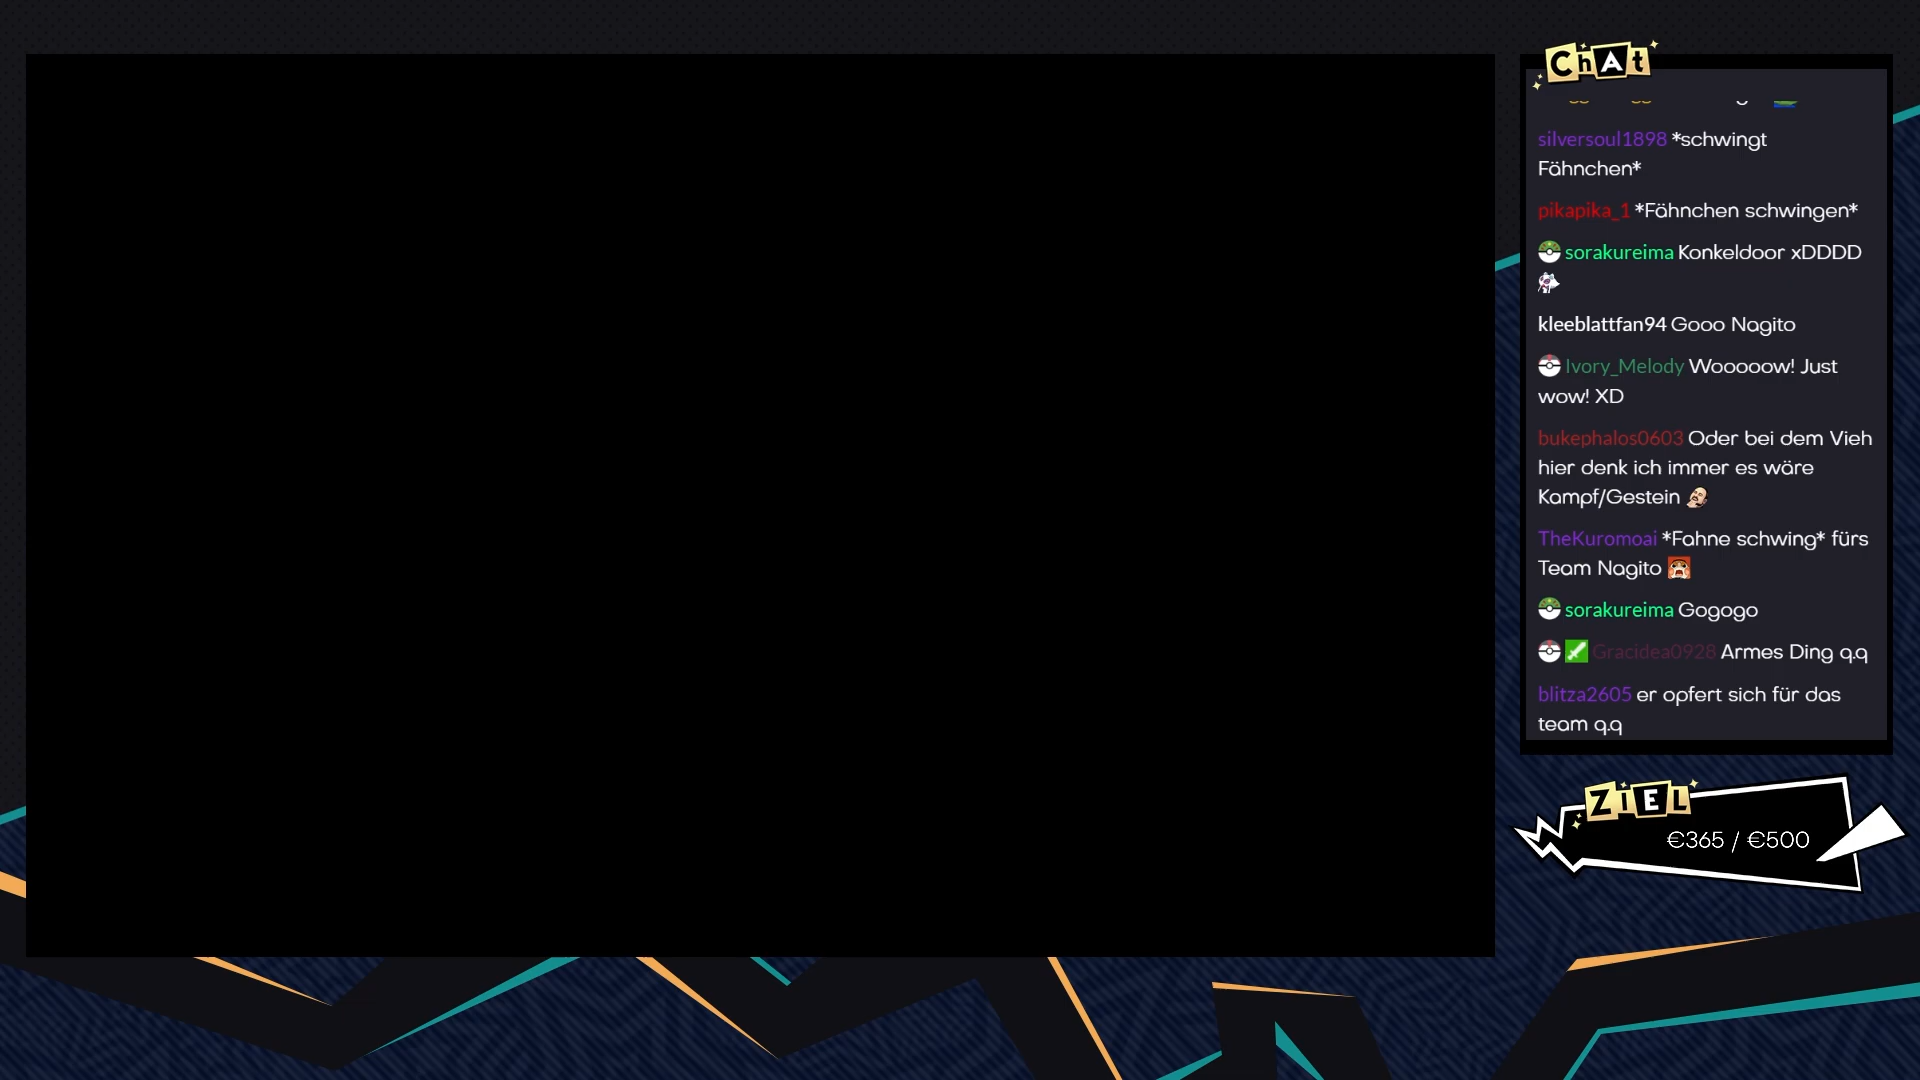 ChAt
silversoul1898 *schwingt
Fähnchen*
pikapika_1 *Fähnchen schwingen*
sorakureima Konkeldoor xDDDD
kleeblattfan94 Gooo Nagito
Ivory_Melody Wooooow! Just
wow! XD
bukephalos0603 Oder bei dem Vieh
hier denk ich immer es wäre
Kampf/Gestein
TheKuromoai *Fahne schwing* fürs
Team Nagito
sorakureima Gogogo
Gracidea0928 Armes Ding q.q
blitza2605 er opfert sich für das
team q.q
ZIEL
€365 / €500